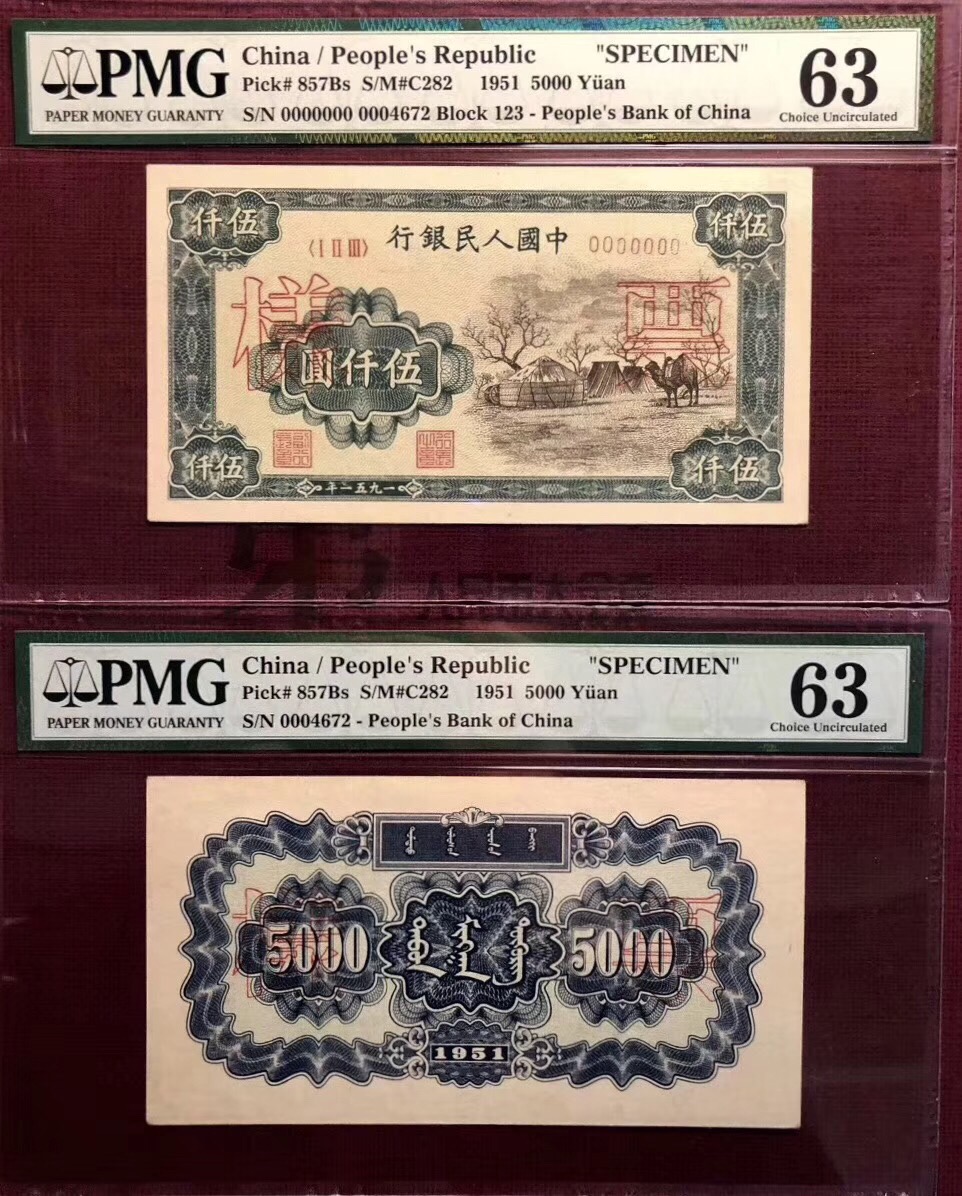 PMG
PAPER MONEY GUARANTY
China / People's Republic "SPECIMEN"
Pick# 857Bs S/M#C282 1951 5000 Yüan
S/N 0000000 0004672 Block 123 - People's Bank of China
63
Choice Uncirculated
仟伍
仟伍
〈I II III〉
行銀民人國中
0000000
樣
票
圓仟伍
仟伍
仟伍
年一五九一
PMG
PAPER MONEY GUARANTY
China / People's Republic "SPECIMEN"
Pick# 857Bs S/M#C282 1951 5000 Yüan
S/N 0004672 - People's Bank of China
63
Choice Uncirculated
5000
5000
1951